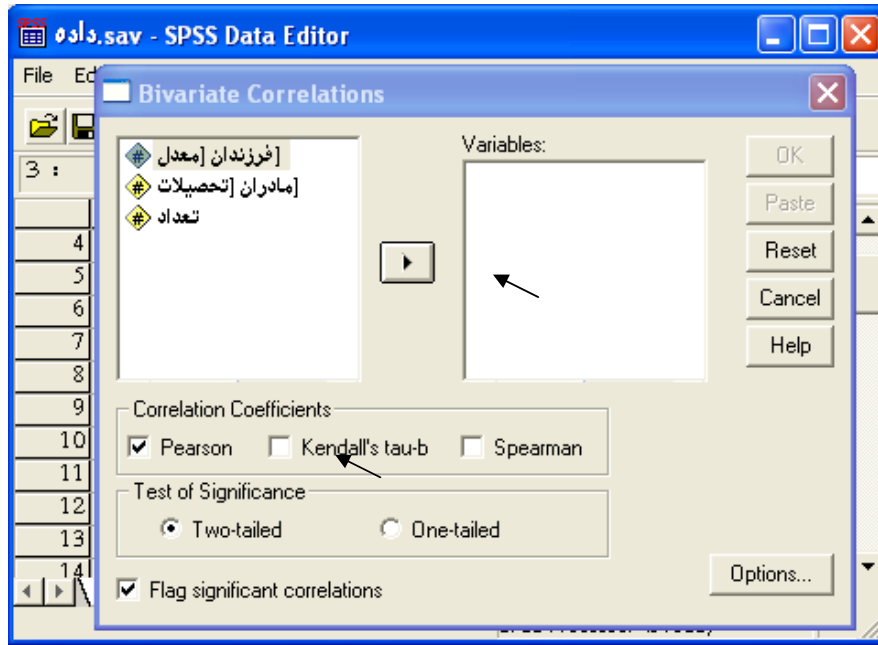 داده.sav - SPSS Data Editor
File Ed
Bivariate Correlations
3 :
فرزندان [معدل]
مادران [تحصیلات]
تعداد
Variables:
OK
Paste
Reset
Cancel
Help
4
5
6
7
8
9
10
11
12
13
14
Correlation Coefficients
Pearson Kendall's tau-b Spearman
Test of Significance
Two-tailed One-tailed
Flag significant correlations
Options...